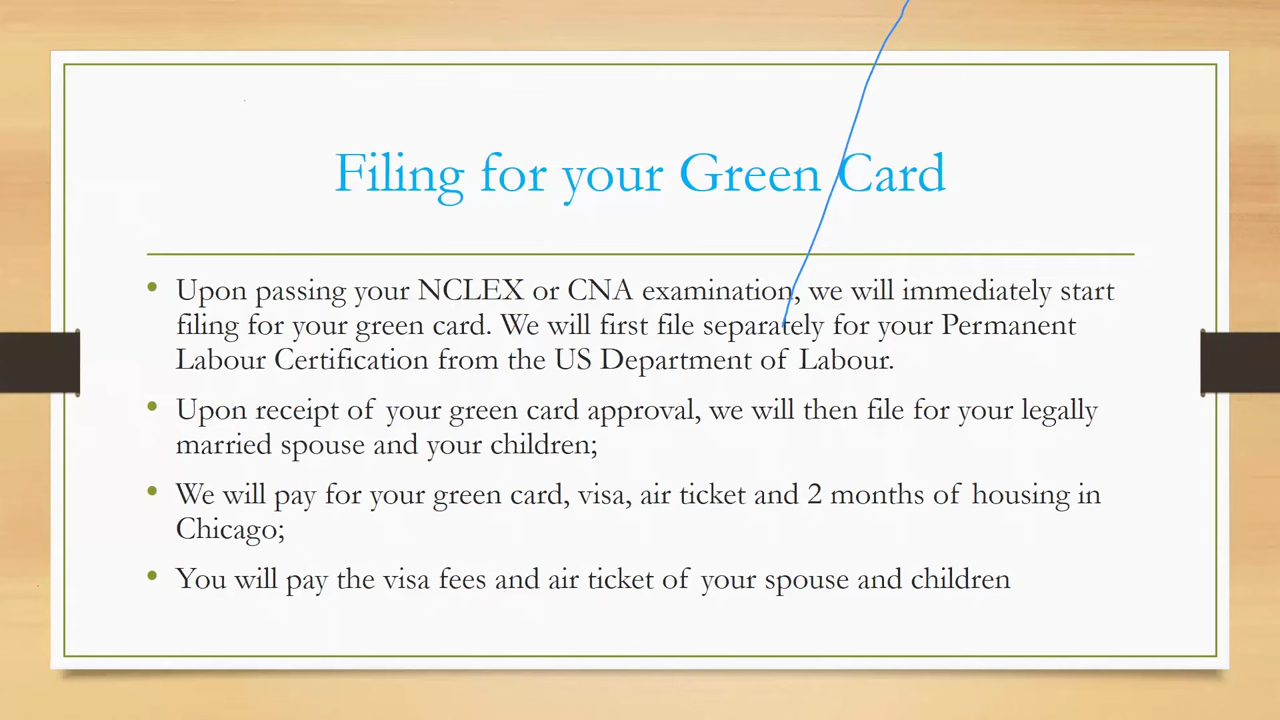 Filing for your Green Card
• Upon passing your NCLEX or CNA examination, we will immediately start
filing for your green card. We will first file separately for your Permanent
Labour Certification from the US Department of Labour.
• Upon receipt of your green card approval, we will then file for your legally
married spouse and your children;
• We will pay for your green card, visa, air ticket and 2 months of housing in
Chicago;
• You will pay the visa fees and air ticket of your spouse and children